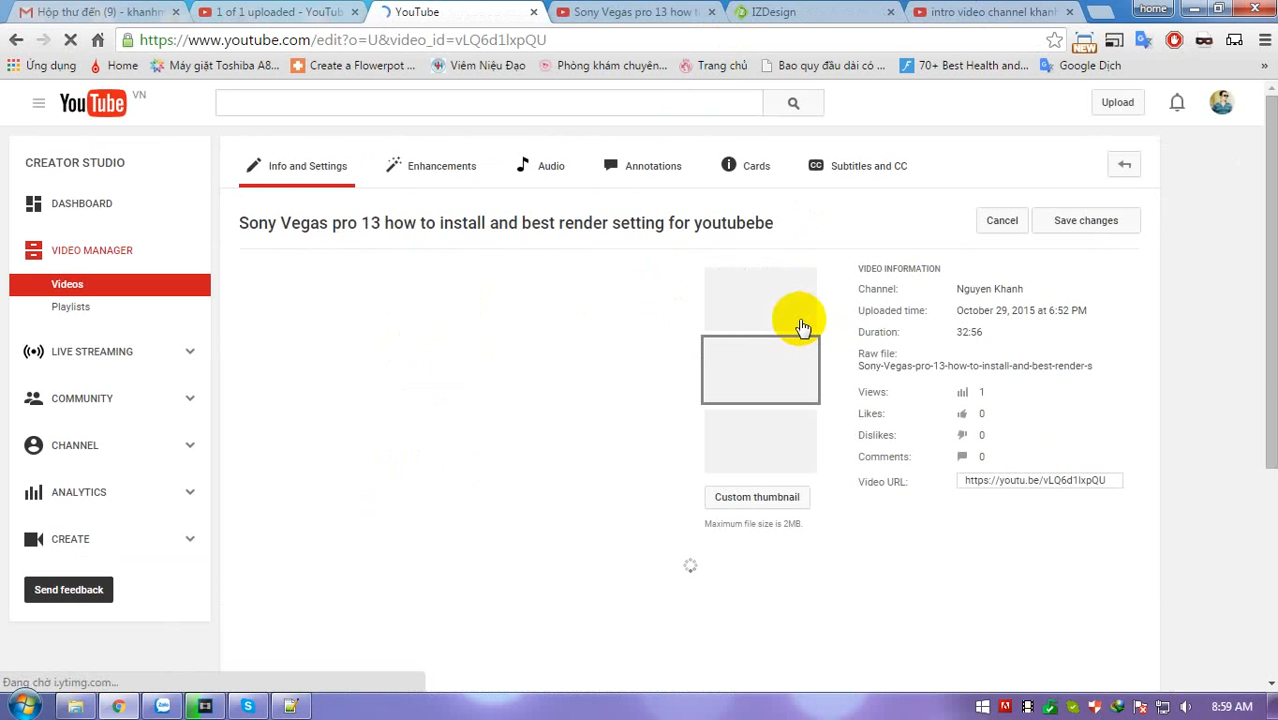 Hộp thư đến (9) - khanhm
1 of 1 uploaded - YouTub
YouTube
Sony Vegas pro 13 how t
IZDesign
intro video channel khanh
home
https://www.youtube.com/edit?o=U&video_id=vLQ6d1lxpQU
NEW
Ứng dụng
Home
Máy giặt Toshiba A8...
Create a Flowerpot ...
Viêm Niệu Đạo
Phòng khám chuyên...
Trang chủ
Bao quy đầu dài có ...
70+ Best Health and...
Google Dịch
YouTube VN
Upload
CREATOR STUDIO
DASHBOARD
VIDEO MANAGER
Videos
Playlists
LIVE STREAMING
COMMUNITY
CHANNEL
ANALYTICS
CREATE
Send feedback
Info and Settings
Enhancements
Audio
Annotations
Cards
CC Subtitles and CC
Sony Vegas pro 13 how to install and best render setting for youtubebe
Cancel
Save changes
Custom thumbnail
Maximum file size is 2MB.
VIDEO INFORMATION
Channel: Nguyen Khanh
Uploaded time: October 29, 2015 at 6:52 PM
Duration: 32:56
Raw file:
Sony-Vegas-pro-13-how-to-install-and-best-render-s
Views: 1
Likes: 0
Dislikes: 0
Comments: 0
Video URL: https://youtu.be/vLQ6d1lxpQU
Đang chờ i.ytimg.com...
8:59 AM